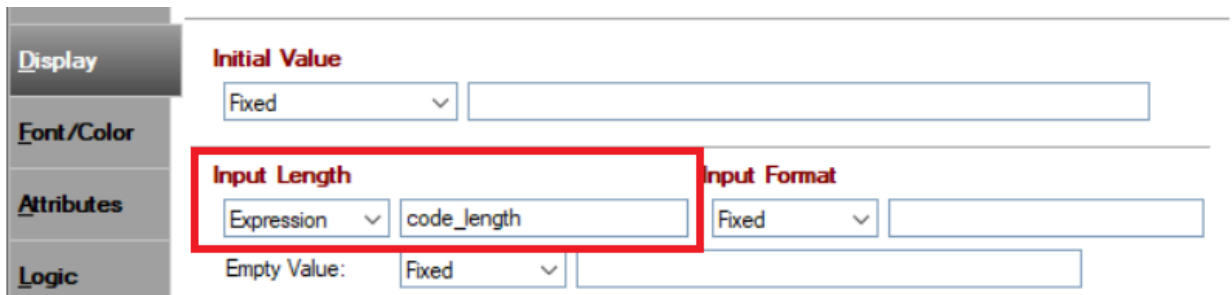 Display
Font/Color
Attributes
Logic
Initial Value
Fixed
Input Length
Expression
code_length
Input Format
Fixed
Empty Value:
Fixed